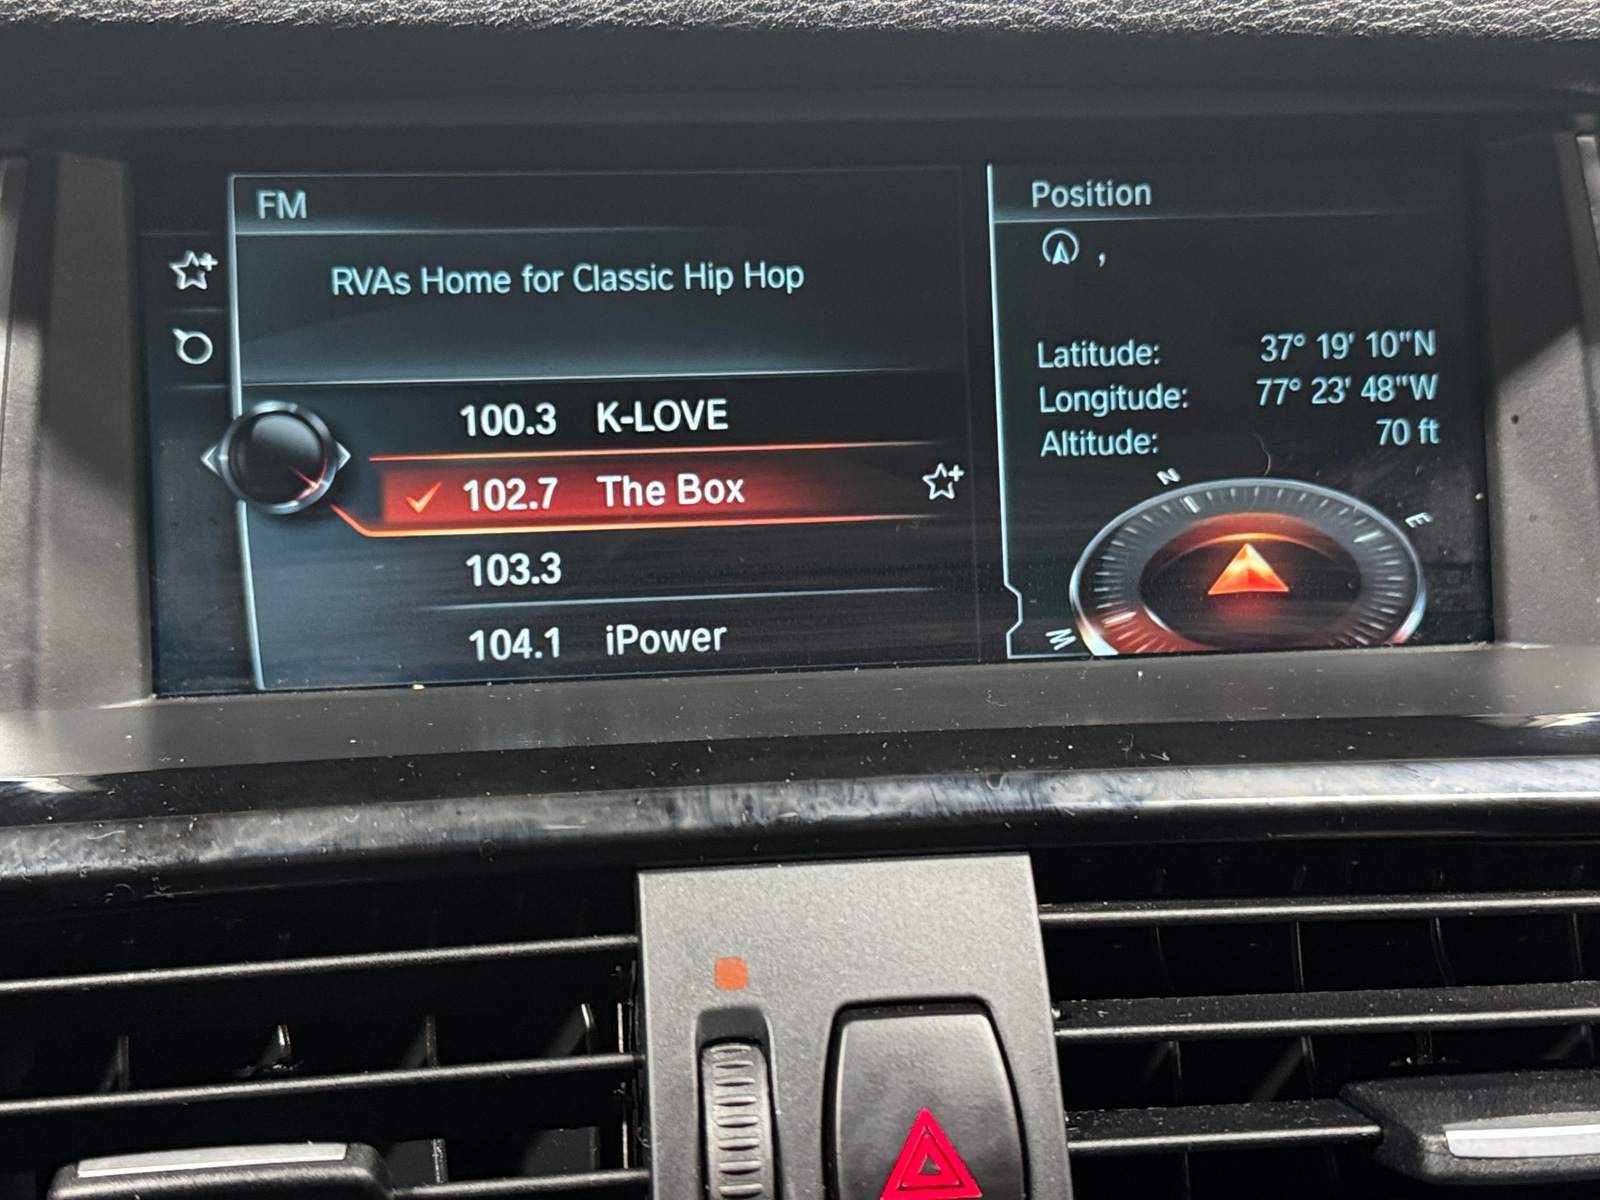 FM
RVAs Home for Classic Hip Hop
100.3 K-LOVE
102.7 The Box
103.3
104.1 iPower
Position
,
Latitude: 37° 19' 10"N
Longitude: 77° 23' 48"W
Altitude: 70 ft
N
E
W